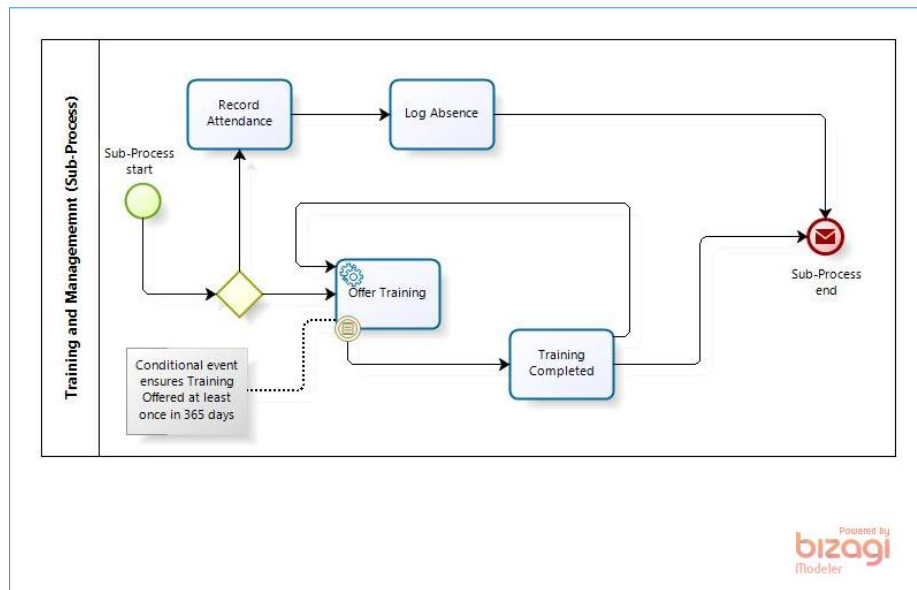 Training and Managememnt (Sub-Process)
Sub-Process
start
Record
Attendance
Log Absence
Offer Training
Training
Completed
Sub-Process
end
Conditional event
ensures Training
Offered at least
once in 365 days
Powered by
bizagi
Modeler